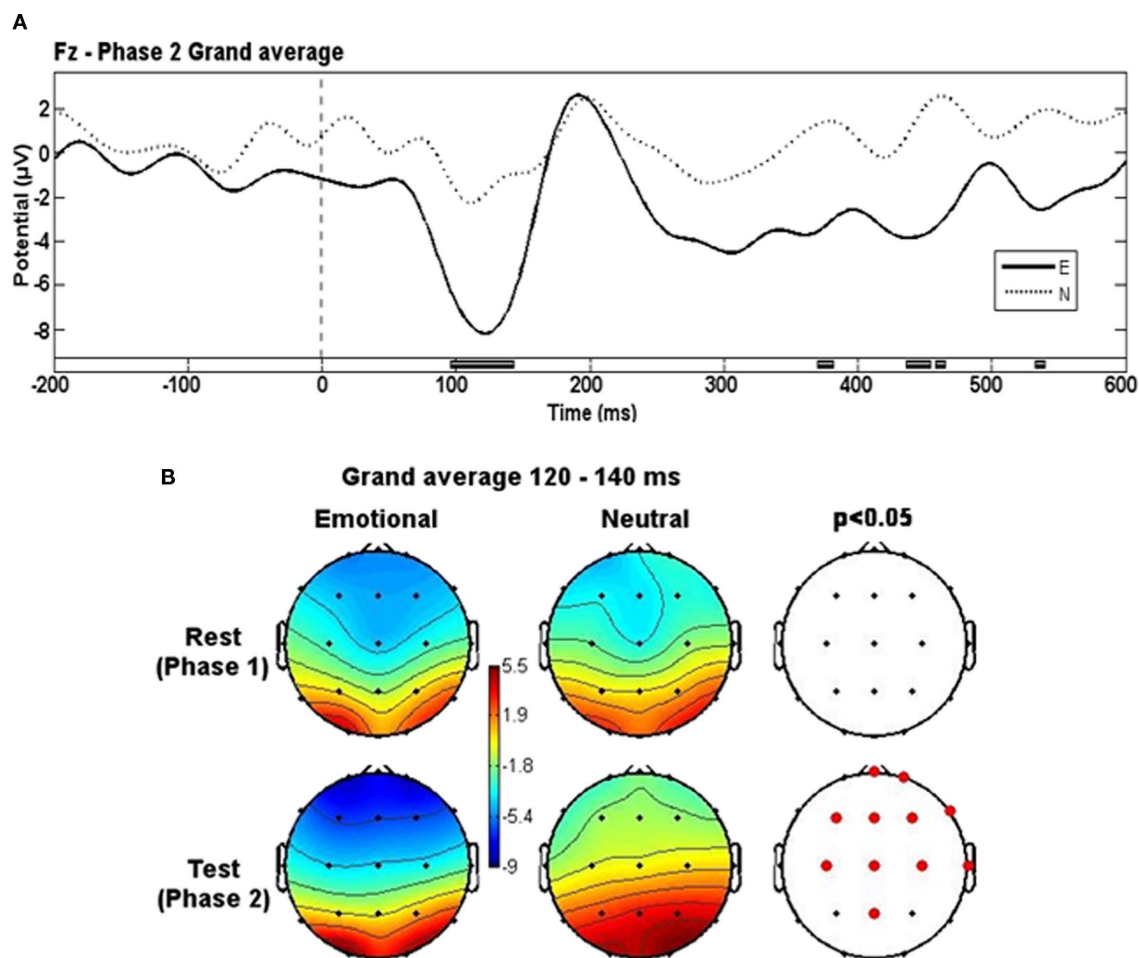 A
Fz - Phase 2 Grand average
Potential (µV)
2
0
-2
-4
-6
-8
E
N
-200 -100 0 100 200 300 400 500 600
Time (ms)
B
Grand average 120 - 140 ms
Emotional Neutral p<0.05
Rest
(Phase 1)
5.5
1.9
-1.8
-5.4
-9
Test
(Phase 2)